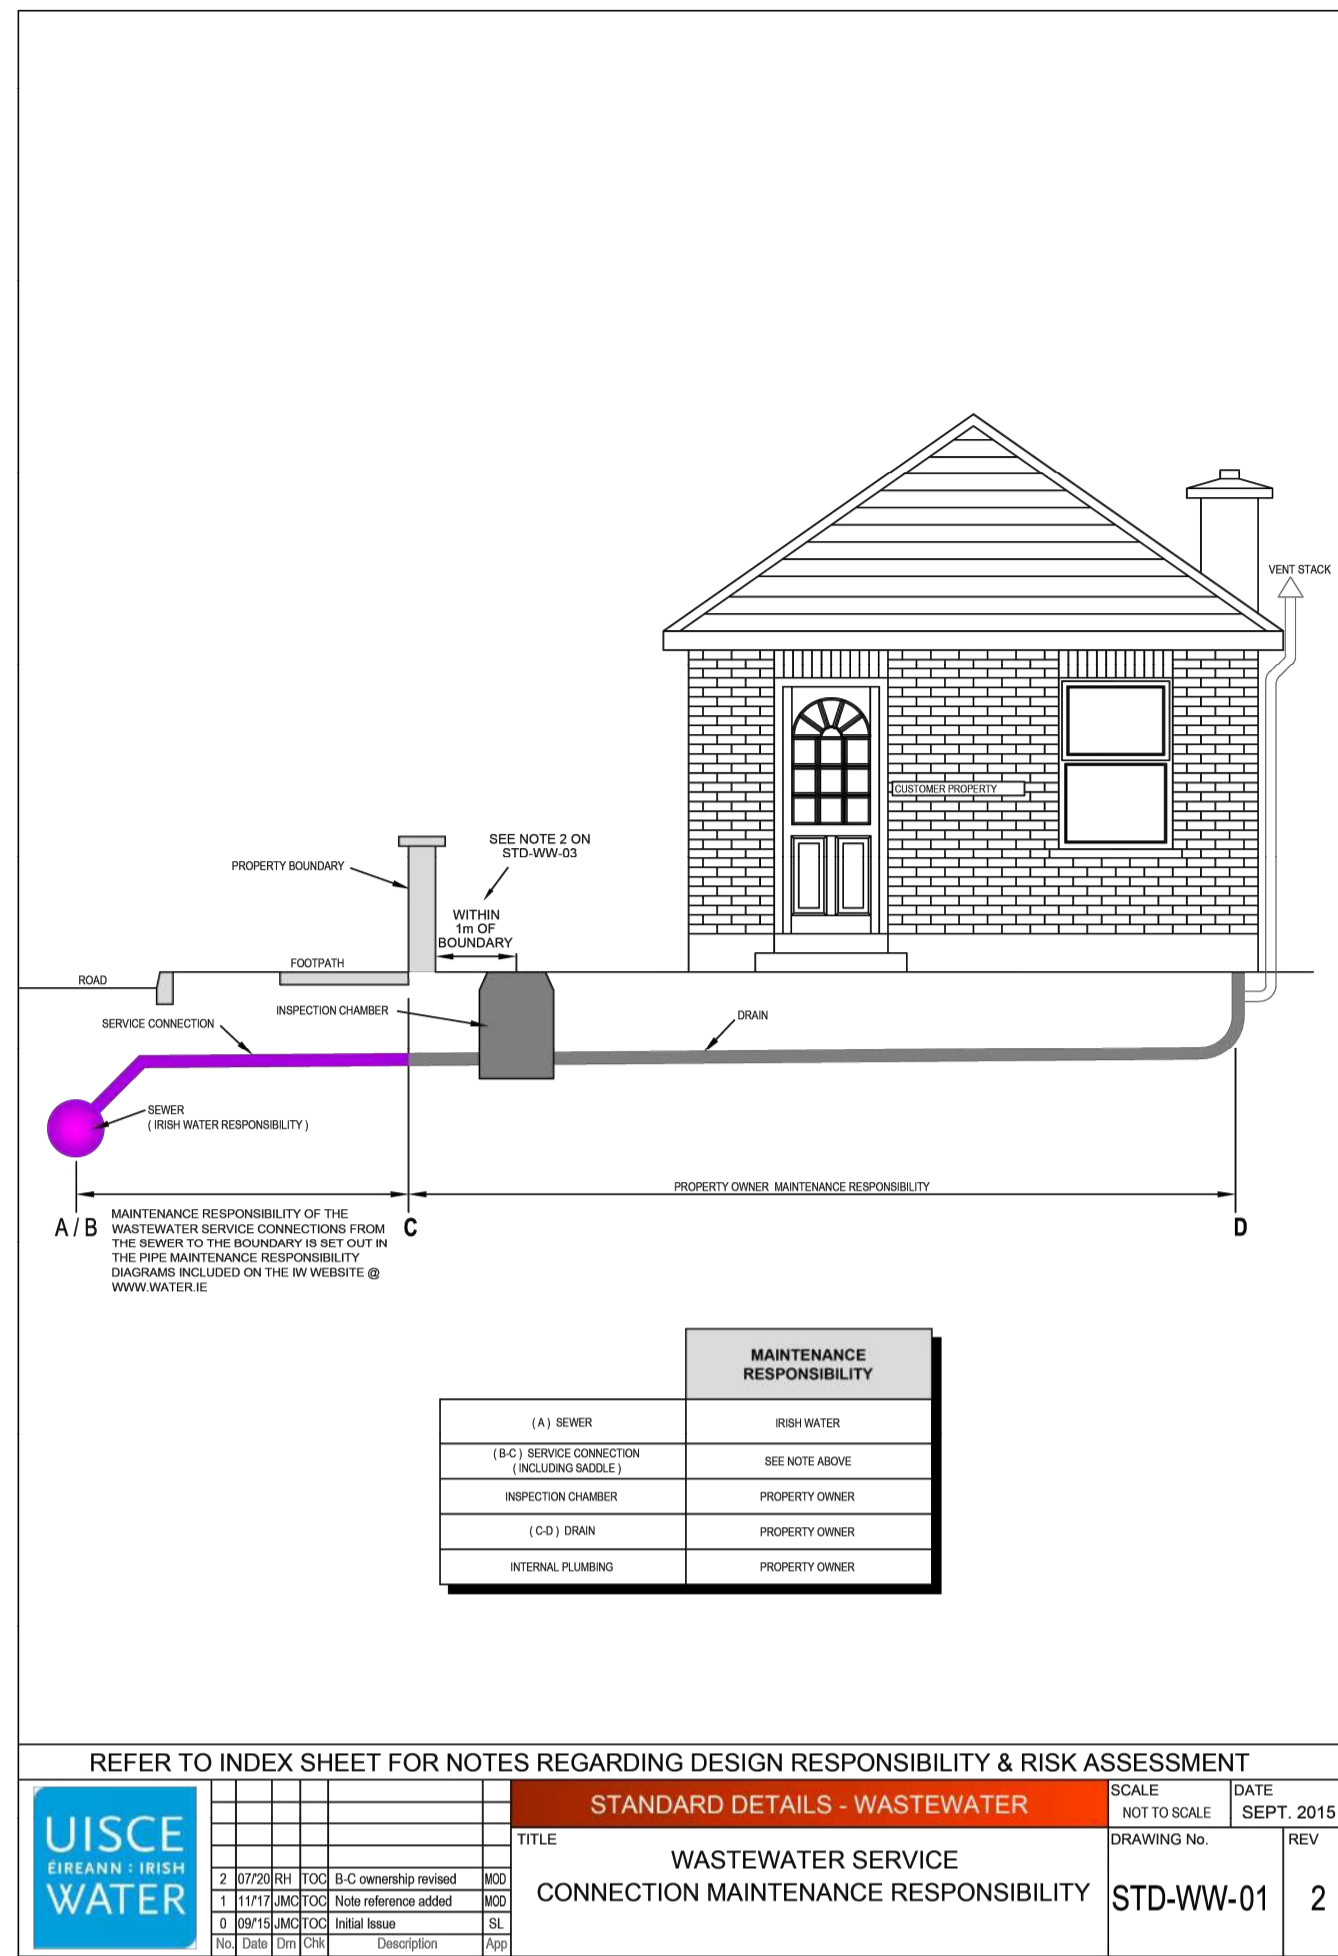 VENT STACK
CUSTOMER PROPERTY
SEE NOTE 2 ON
STD-WW-03
PROPERTY BOUNDARY
WITHIN
1m OF
BOUNDARY
FOOTPATH
ROAD
INSPECTION CHAMBER
SERVICE CONNECTION
DRAIN
SEWER
( IRISH WATER RESPONSIBILITY )
PROPERTY OWNER MAINTENANCE RESPONSIBILITY
A / B
C
D
MAINTENANCE RESPONSIBILITY OF THE
WASTEWATER SERVICE CONNECTIONS FROM
THE SEWER TO THE BOUNDARY IS SET OUT IN
THE PIPE MAINTENANCE RESPONSIBILITY
DIAGRAMS INCLUDED ON THE IW WEBSITE @
WWW.WATER.IE
MAINTENANCE
RESPONSIBILITY
( A ) SEWER IRISH WATER
( B-C ) SERVICE CONNECTION
( INCLUDING SADDLE ) SEE NOTE ABOVE
INSPECTION CHAMBER PROPERTY OWNER
( C-D ) DRAIN PROPERTY OWNER
INTERNAL PLUMBING PROPERTY OWNER
REFER TO INDEX SHEET FOR NOTES REGARDING DESIGN RESPONSIBILITY & RISK ASSESSMENT
UISCE
ÉIREANN : IRISH
WATER
2 07/'20 RH TOC B-C ownership revised MOD
1 11/'17 JMC TOC Note reference added MOD
0 09/'15 JMC TOC Initial Issue SL
No. Date Drn Chk Description App
STANDARD DETAILS - WASTEWATER
TITLE
WASTEWATER SERVICE
CONNECTION MAINTENANCE RESPONSIBILITY
SCALE
NOT TO SCALE
DATE
SEPT. 2015
DRAWING No.
STD-WW-01
REV
2